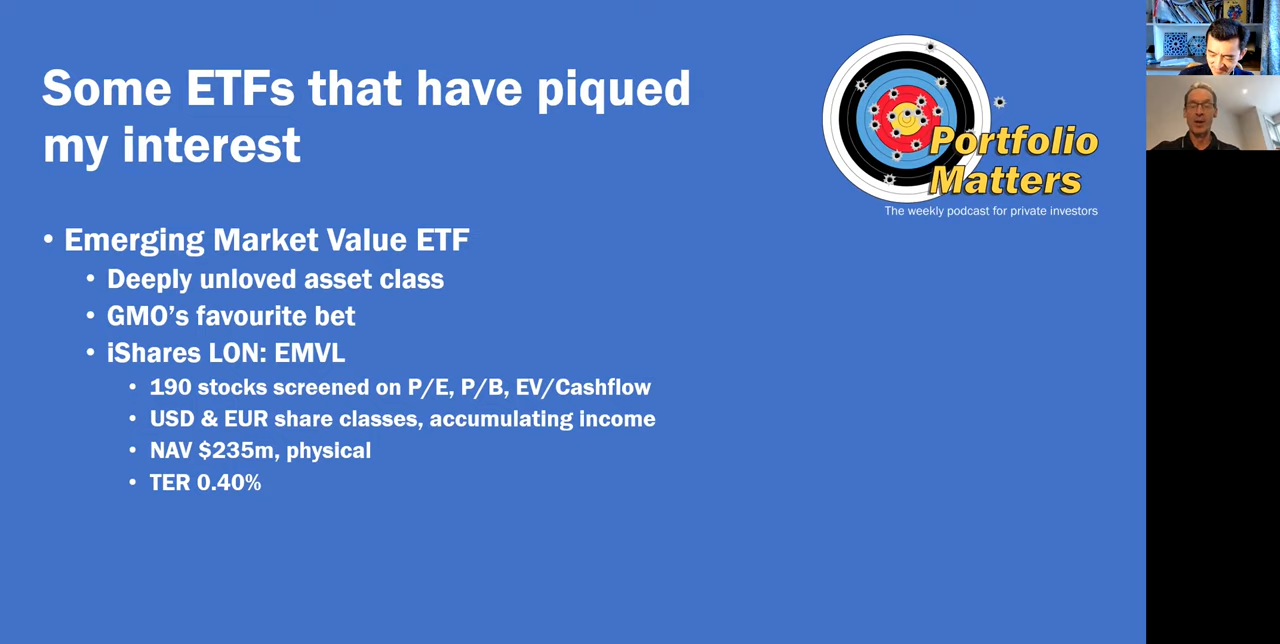 Some ETFs that have piqued
my interest
Portfolio
Matters
The weekly podcast for private investors
• Emerging Market Value ETF
• Deeply unloved asset class
• GMO’s favourite bet
• iShares LON: EMVL
• 190 stocks screened on P/E, P/B, EV/Cashflow
• USD & EUR share classes, accumulating income
• NAV $235m, physical
• TER 0.40%